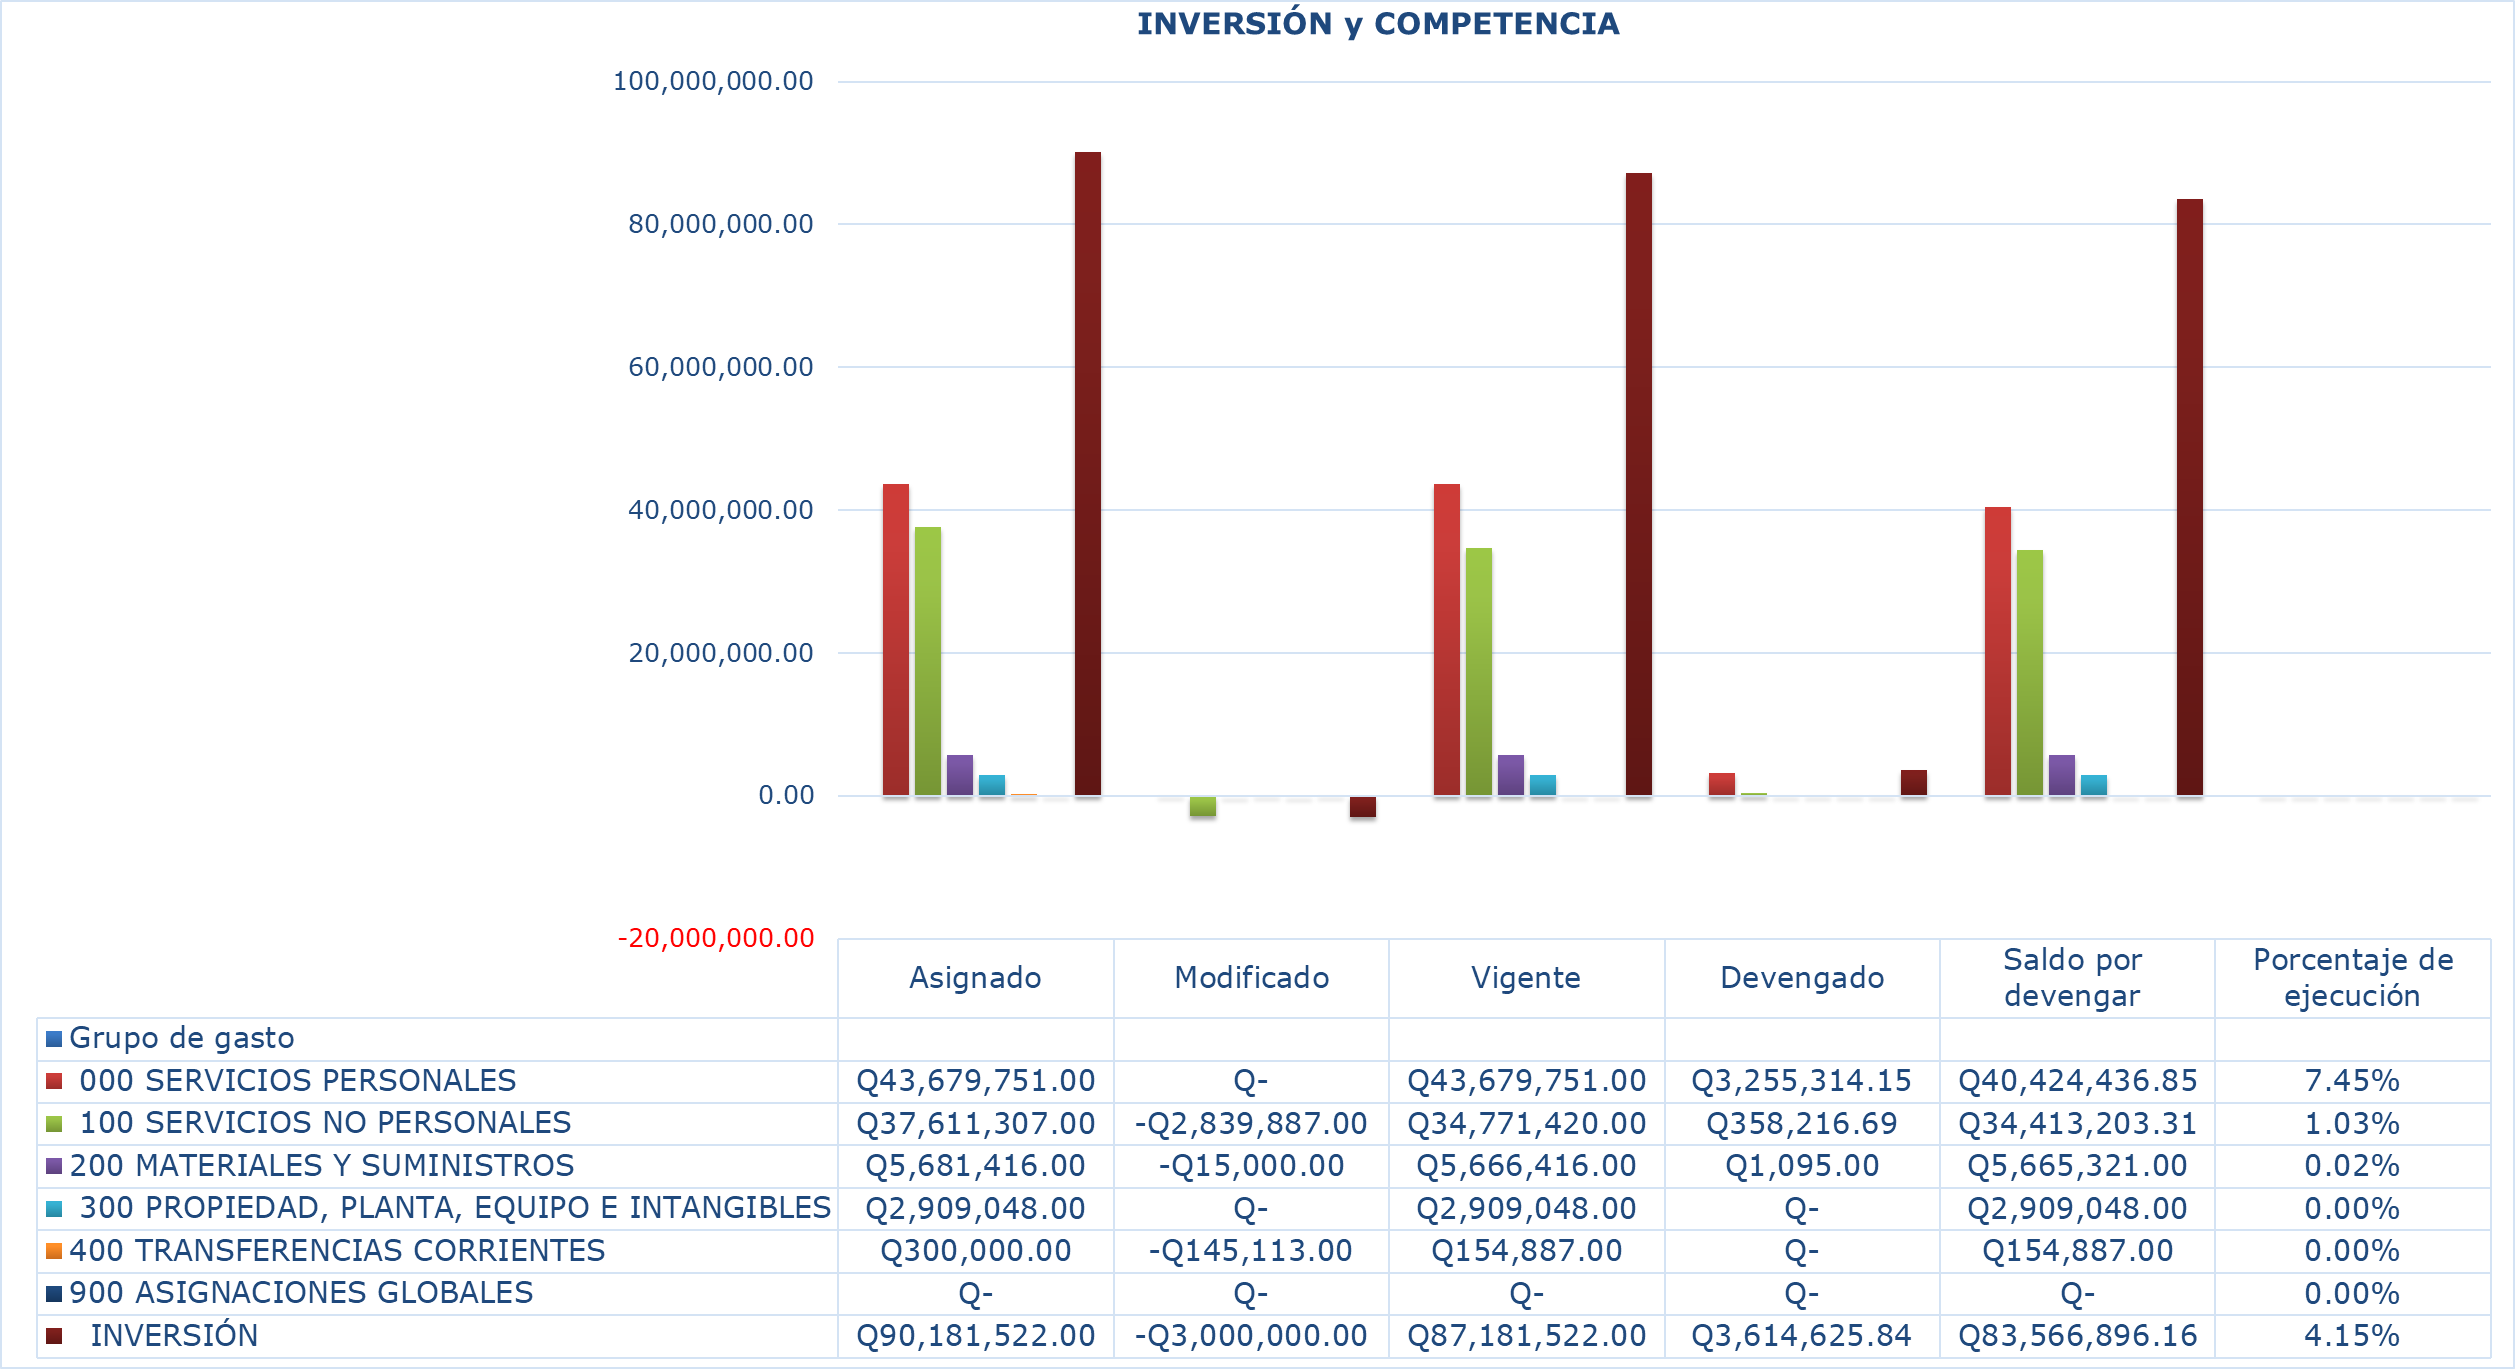 INVERSIÓN y COMPETENCIA
100,000,000.00
80,000,000.00
60,000,000.00
40,000,000.00
20,000,000.00
0.00
-20,000,000.00
Asignado Modificado Vigente Devengado Saldo por devengar Porcentaje de ejecución
Grupo de gasto
000 SERVICIOS PERSONALES Q43,679,751.00 Q- Q43,679,751.00 Q3,255,314.15 Q40,424,436.85 7.45%
100 SERVICIOS NO PERSONALES Q37,611,307.00 -Q2,839,887.00 Q34,771,420.00 Q358,216.69 Q34,413,203.31 1.03%
200 MATERIALES Y SUMINISTROS Q5,681,416.00 -Q15,000.00 Q5,666,416.00 Q1,095.00 Q5,665,321.00 0.02%
300 PROPIEDAD, PLANTA, EQUIPO E INTANGIBLES Q2,909,048.00 Q- Q2,909,048.00 Q- Q2,909,048.00 0.00%
400 TRANSFERENCIAS CORRIENTES Q300,000.00 -Q145,113.00 Q154,887.00 Q- Q154,887.00 0.00%
900 ASIGNACIONES GLOBALES Q- Q- Q- Q- Q- 0.00%
INVERSIÓN Q90,181,522.00 -Q3,000,000.00 Q87,181,522.00 Q3,614,625.84 Q83,566,896.16 4.15%